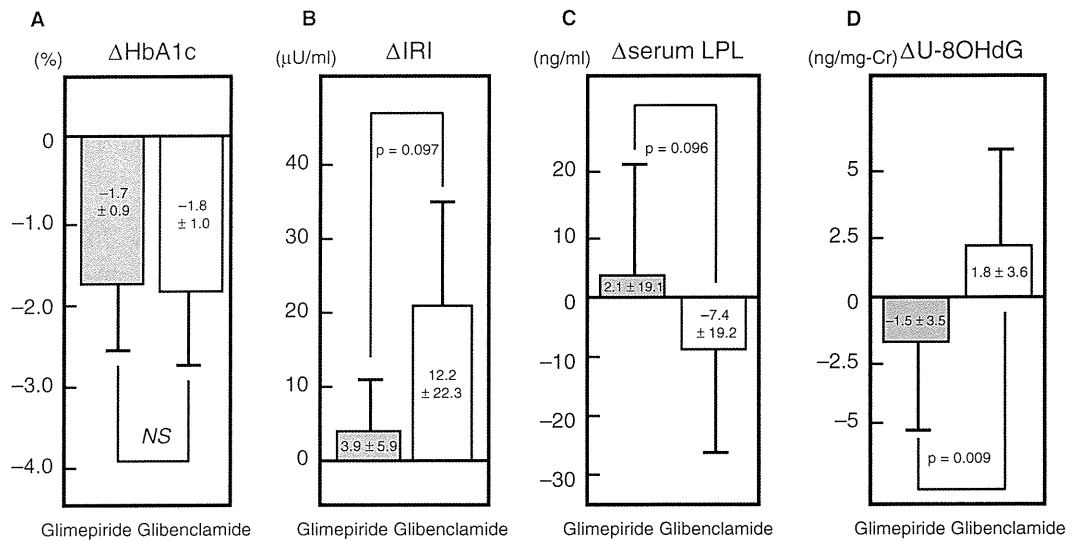 A
ΔHbA1c
(%)
0
−1.0
−2.0
−3.0
−4.0
−1.7
± 0.9
−1.8
± 1.0
NS
Glimepiride Glibenclamide
B
ΔIRI
(μU/ml)
40
30
20
10
0
p = 0.097
3.9 ± 5.9
12.2
± 22.3
Glimepiride Glibenclamide
C
Δserum LPL
(ng/ml)
20
10
0
−10
−20
−30
p = 0.096
2.1 ± 19.1
−7.4
± 19.2
Glimepiride Glibenclamide
D
ΔU-8OHdG
(ng/mg-Cr)
5
2.5
0
−2.5
−5
1.8 ± 3.6
−1.5 ± 3.5
p = 0.009
Glimepiride Glibenclamide